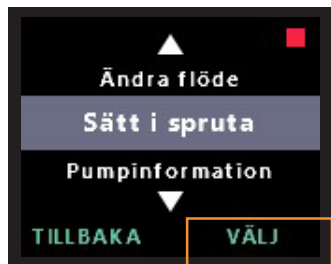 Ändra flöde
Sätt i spruta
Pumpinformation
TILLBAKA VÄLJ